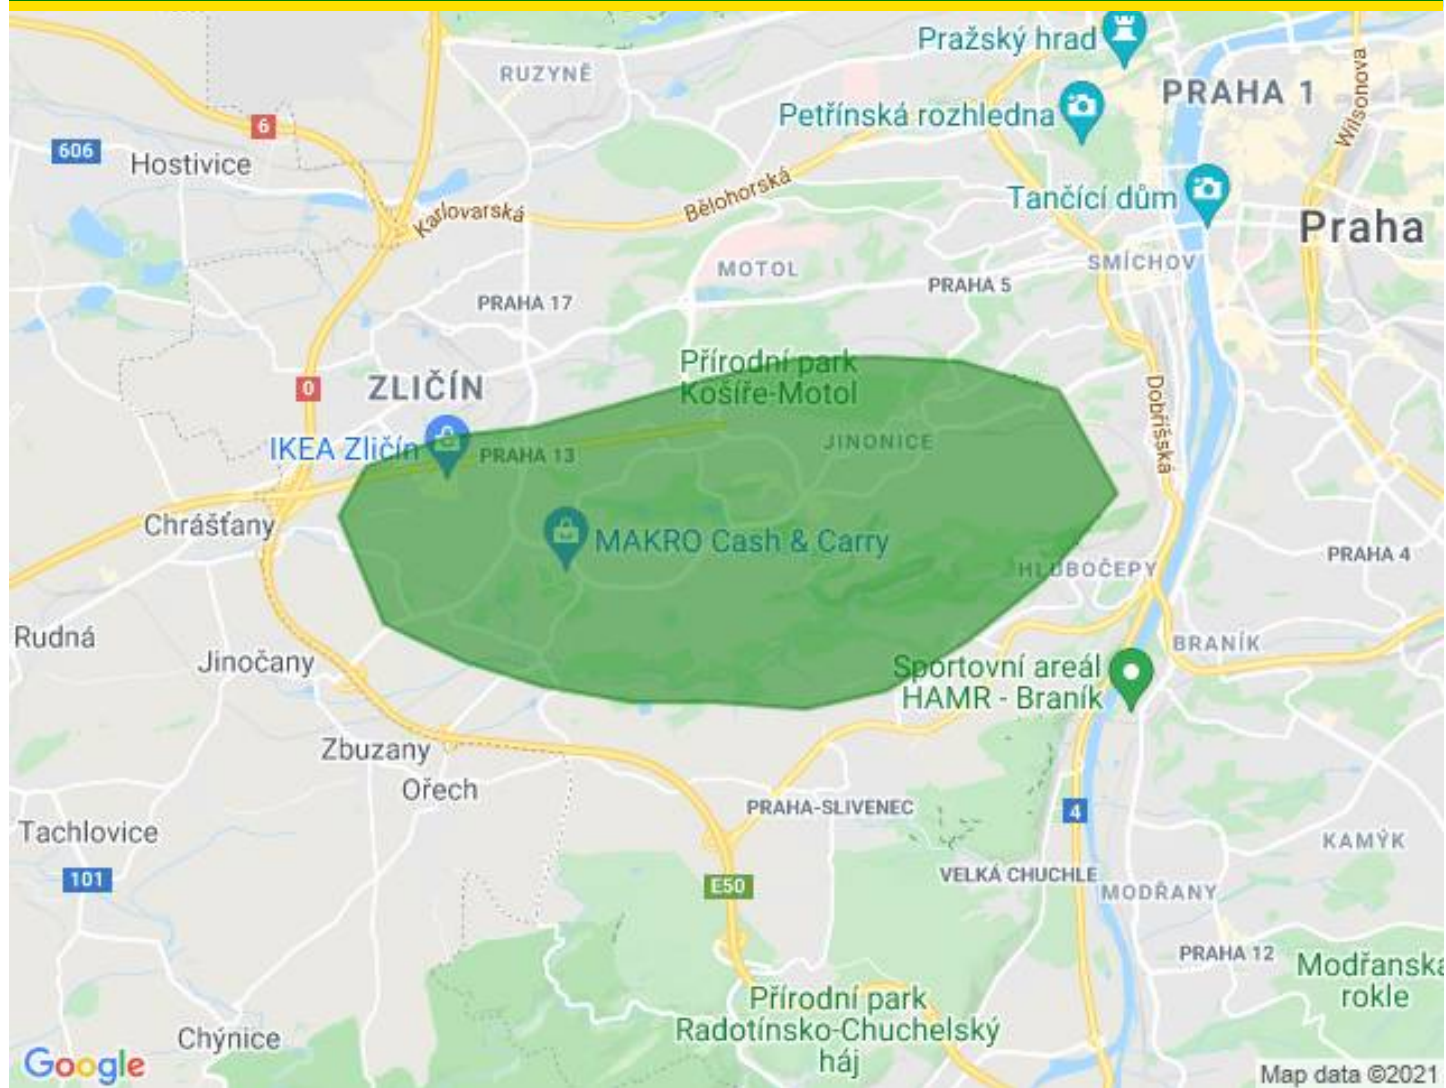 Pražský hrad
RUZYNĚ
PRAHA 1
Petřínská rozhledna
Wilsonova
6
606
Hostivice
Bělohorská
Karlovarská
Tančící dům
Praha
MOTOL
SMÍCHOV
PRAHA 5
PRAHA 17
Přírodní park
Košíře-Motol
0
ZLIČÍN
Dobříšská
IKEA Zličín
PRAHA 13
JINONICE
Chrášťany
MAKRO Cash & Carry
PRAHA 4
HLUBOČEPY
Rudná
BRANÍK
Jinočany
Sportovní areál
HAMR - Braník
Zbuzany
Ořech
PRAHA-SLIVENEC
4
Tachlovice
KAMÝK
101
E50
VELKÁ CHUCHLE
MODŘANY
PRAHA 12
Modřanska
rokle
Přírodní park
Radotínsko-Chuchelský
háj
Chýnice
Google
Map data ©2021